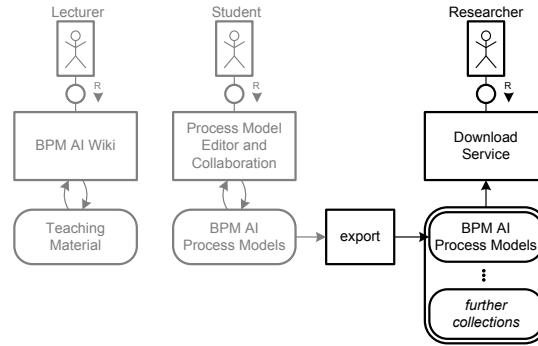 Lecturer
Student
Researcher
R
R
R
BPM AI Wiki
Process Model
Editor and
Collaboration
Download
Service
Teaching
Material
BPM AI
Process Models
export
BPM AI
Process Models
further
collections